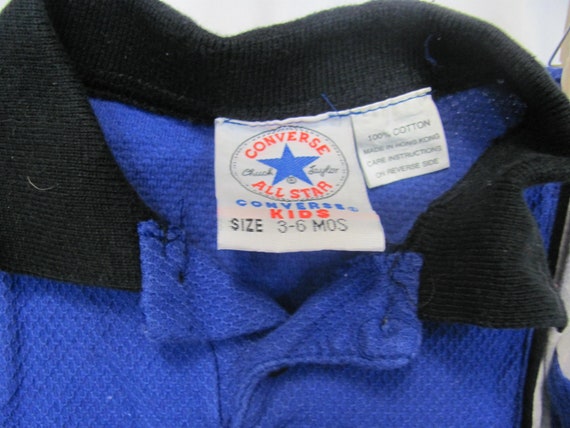 CONVERSE
Chuck Taylor
®
ALL STAR
CONVERSE®
KIDS
SIZE 3-6 MOS
100% COTTON
MADE IN HONG KONG
CARE INSTRUCTIONS
ON REVERSE SIDE